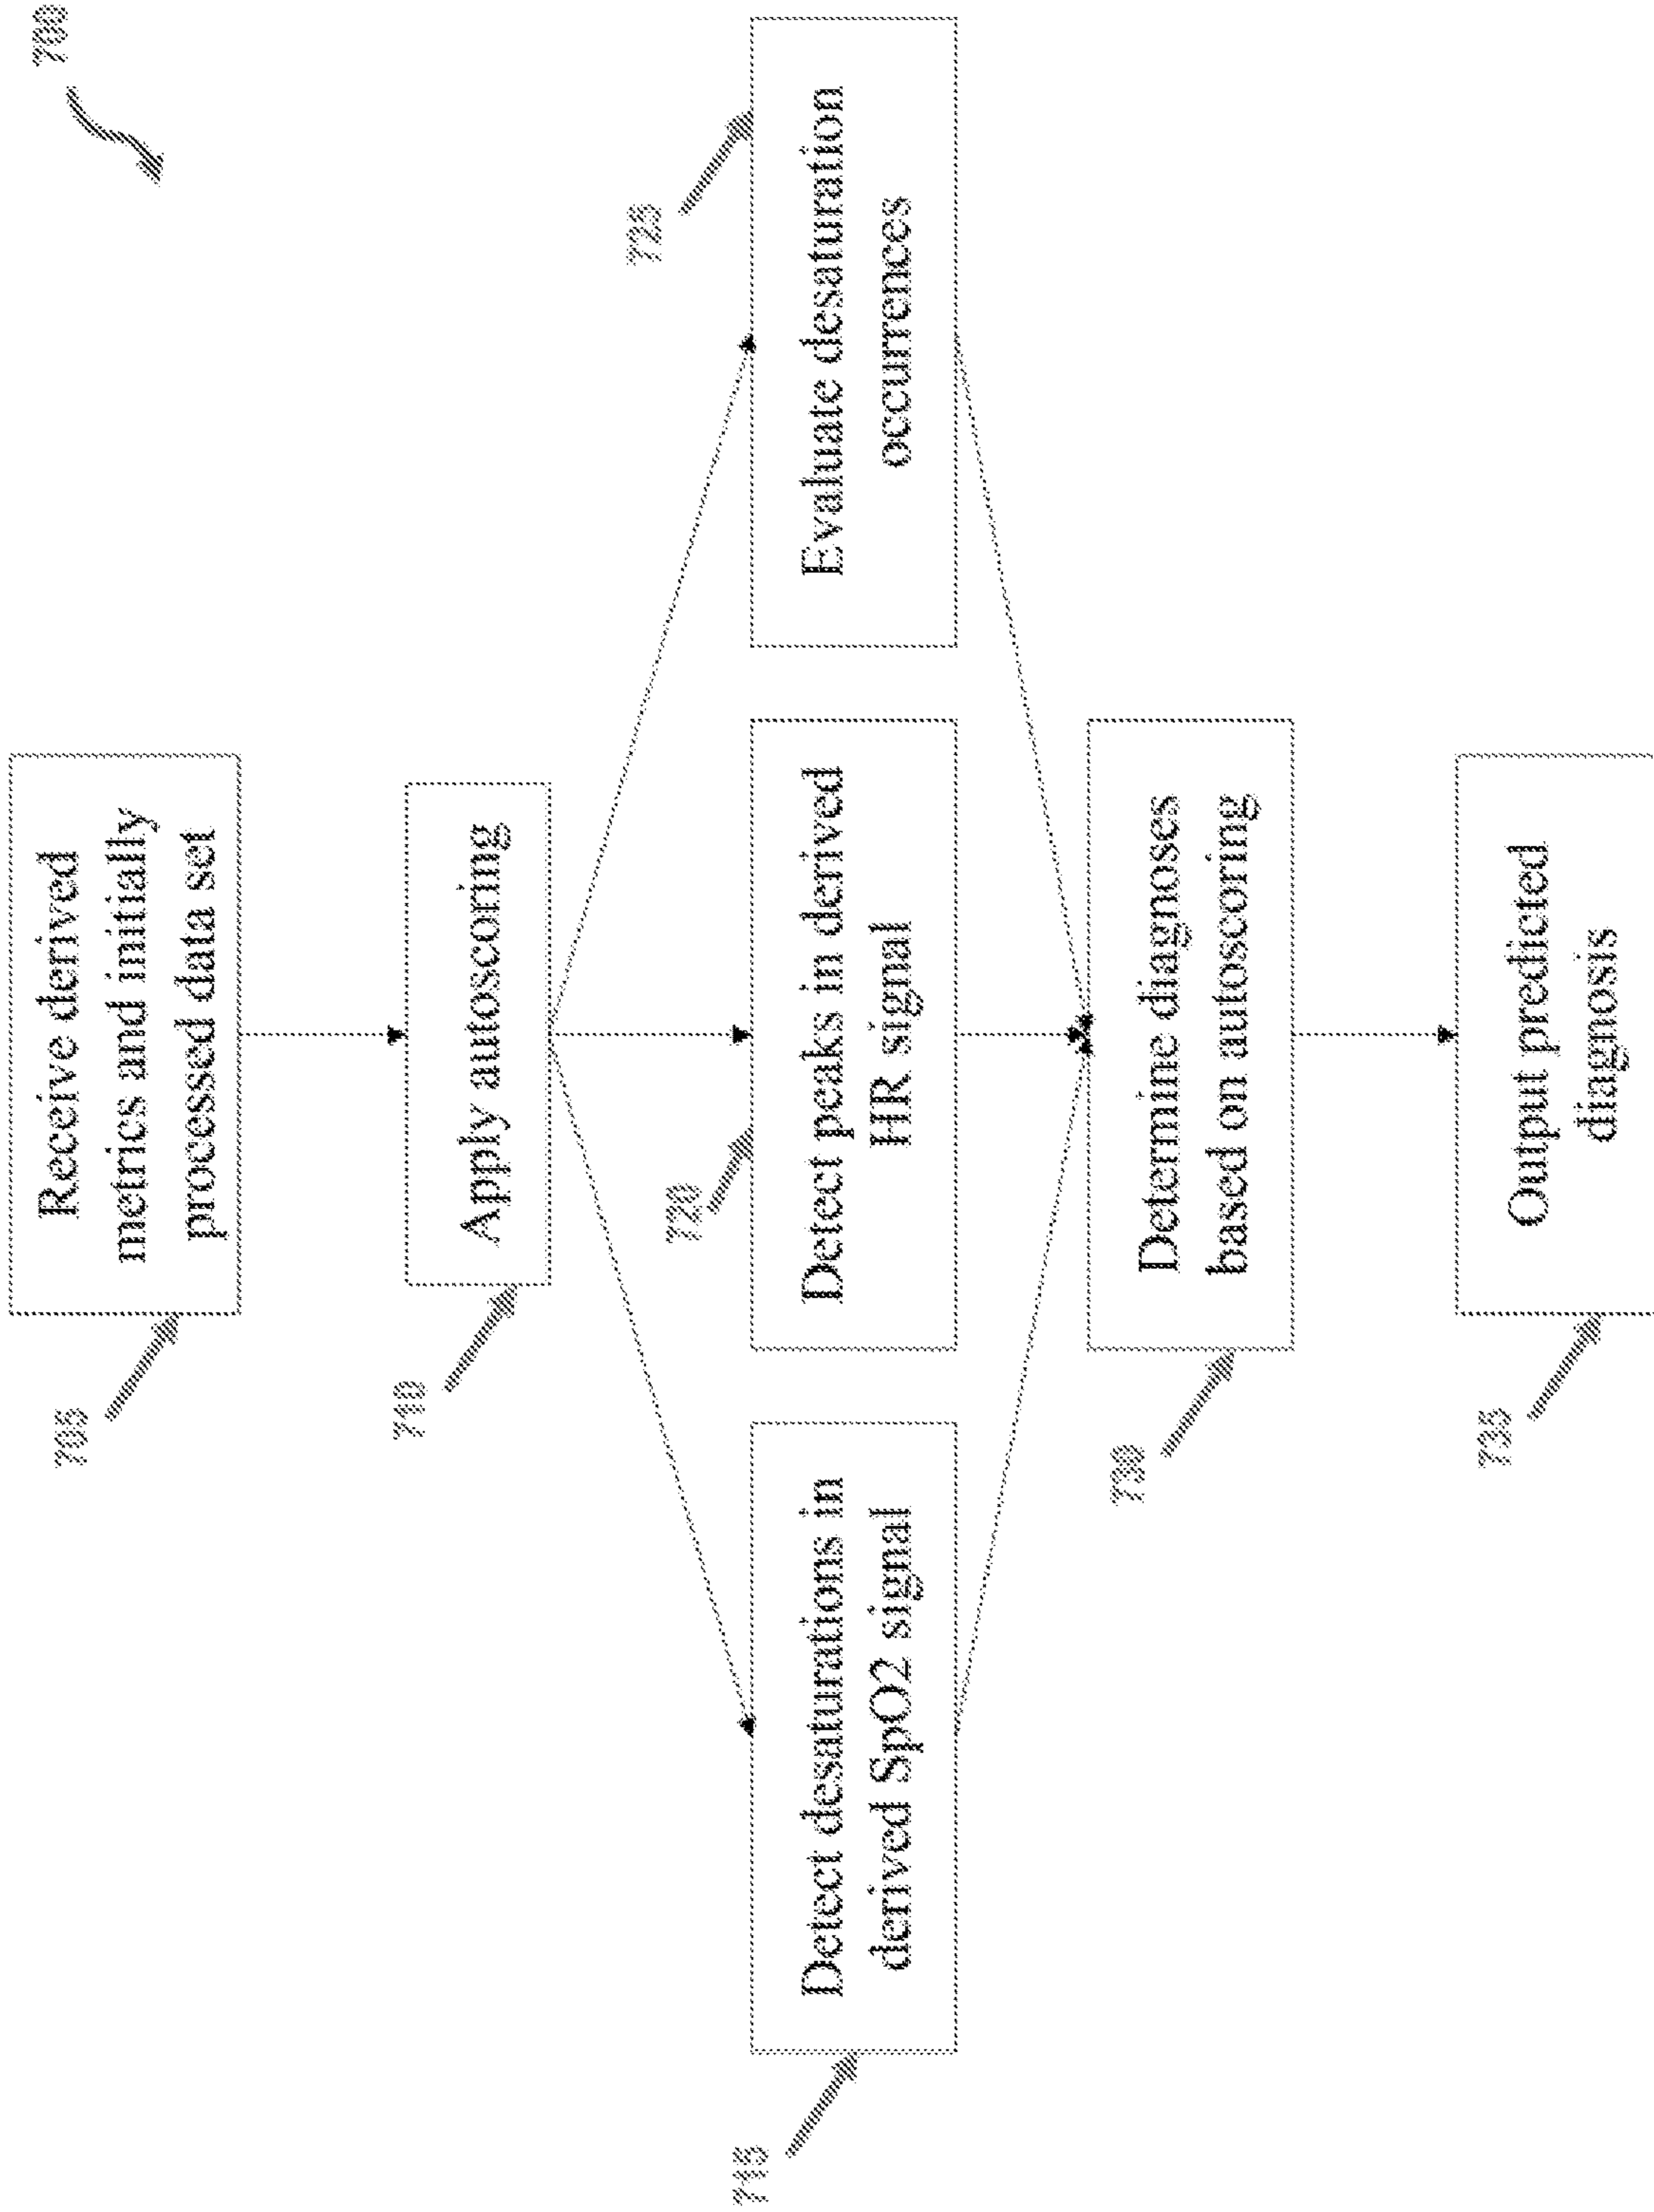 700
705
Receive derived
metrics and initially
processed data set
710
Apply autoscoring
715
Detect desaturations in
derived SpO2 signal
720
Detect peaks in derived
HR signal
725
Evaluate desaturation
occurrences
730
Determine diagnoses
based on autoscoring
735
Output predicted
diagnosis